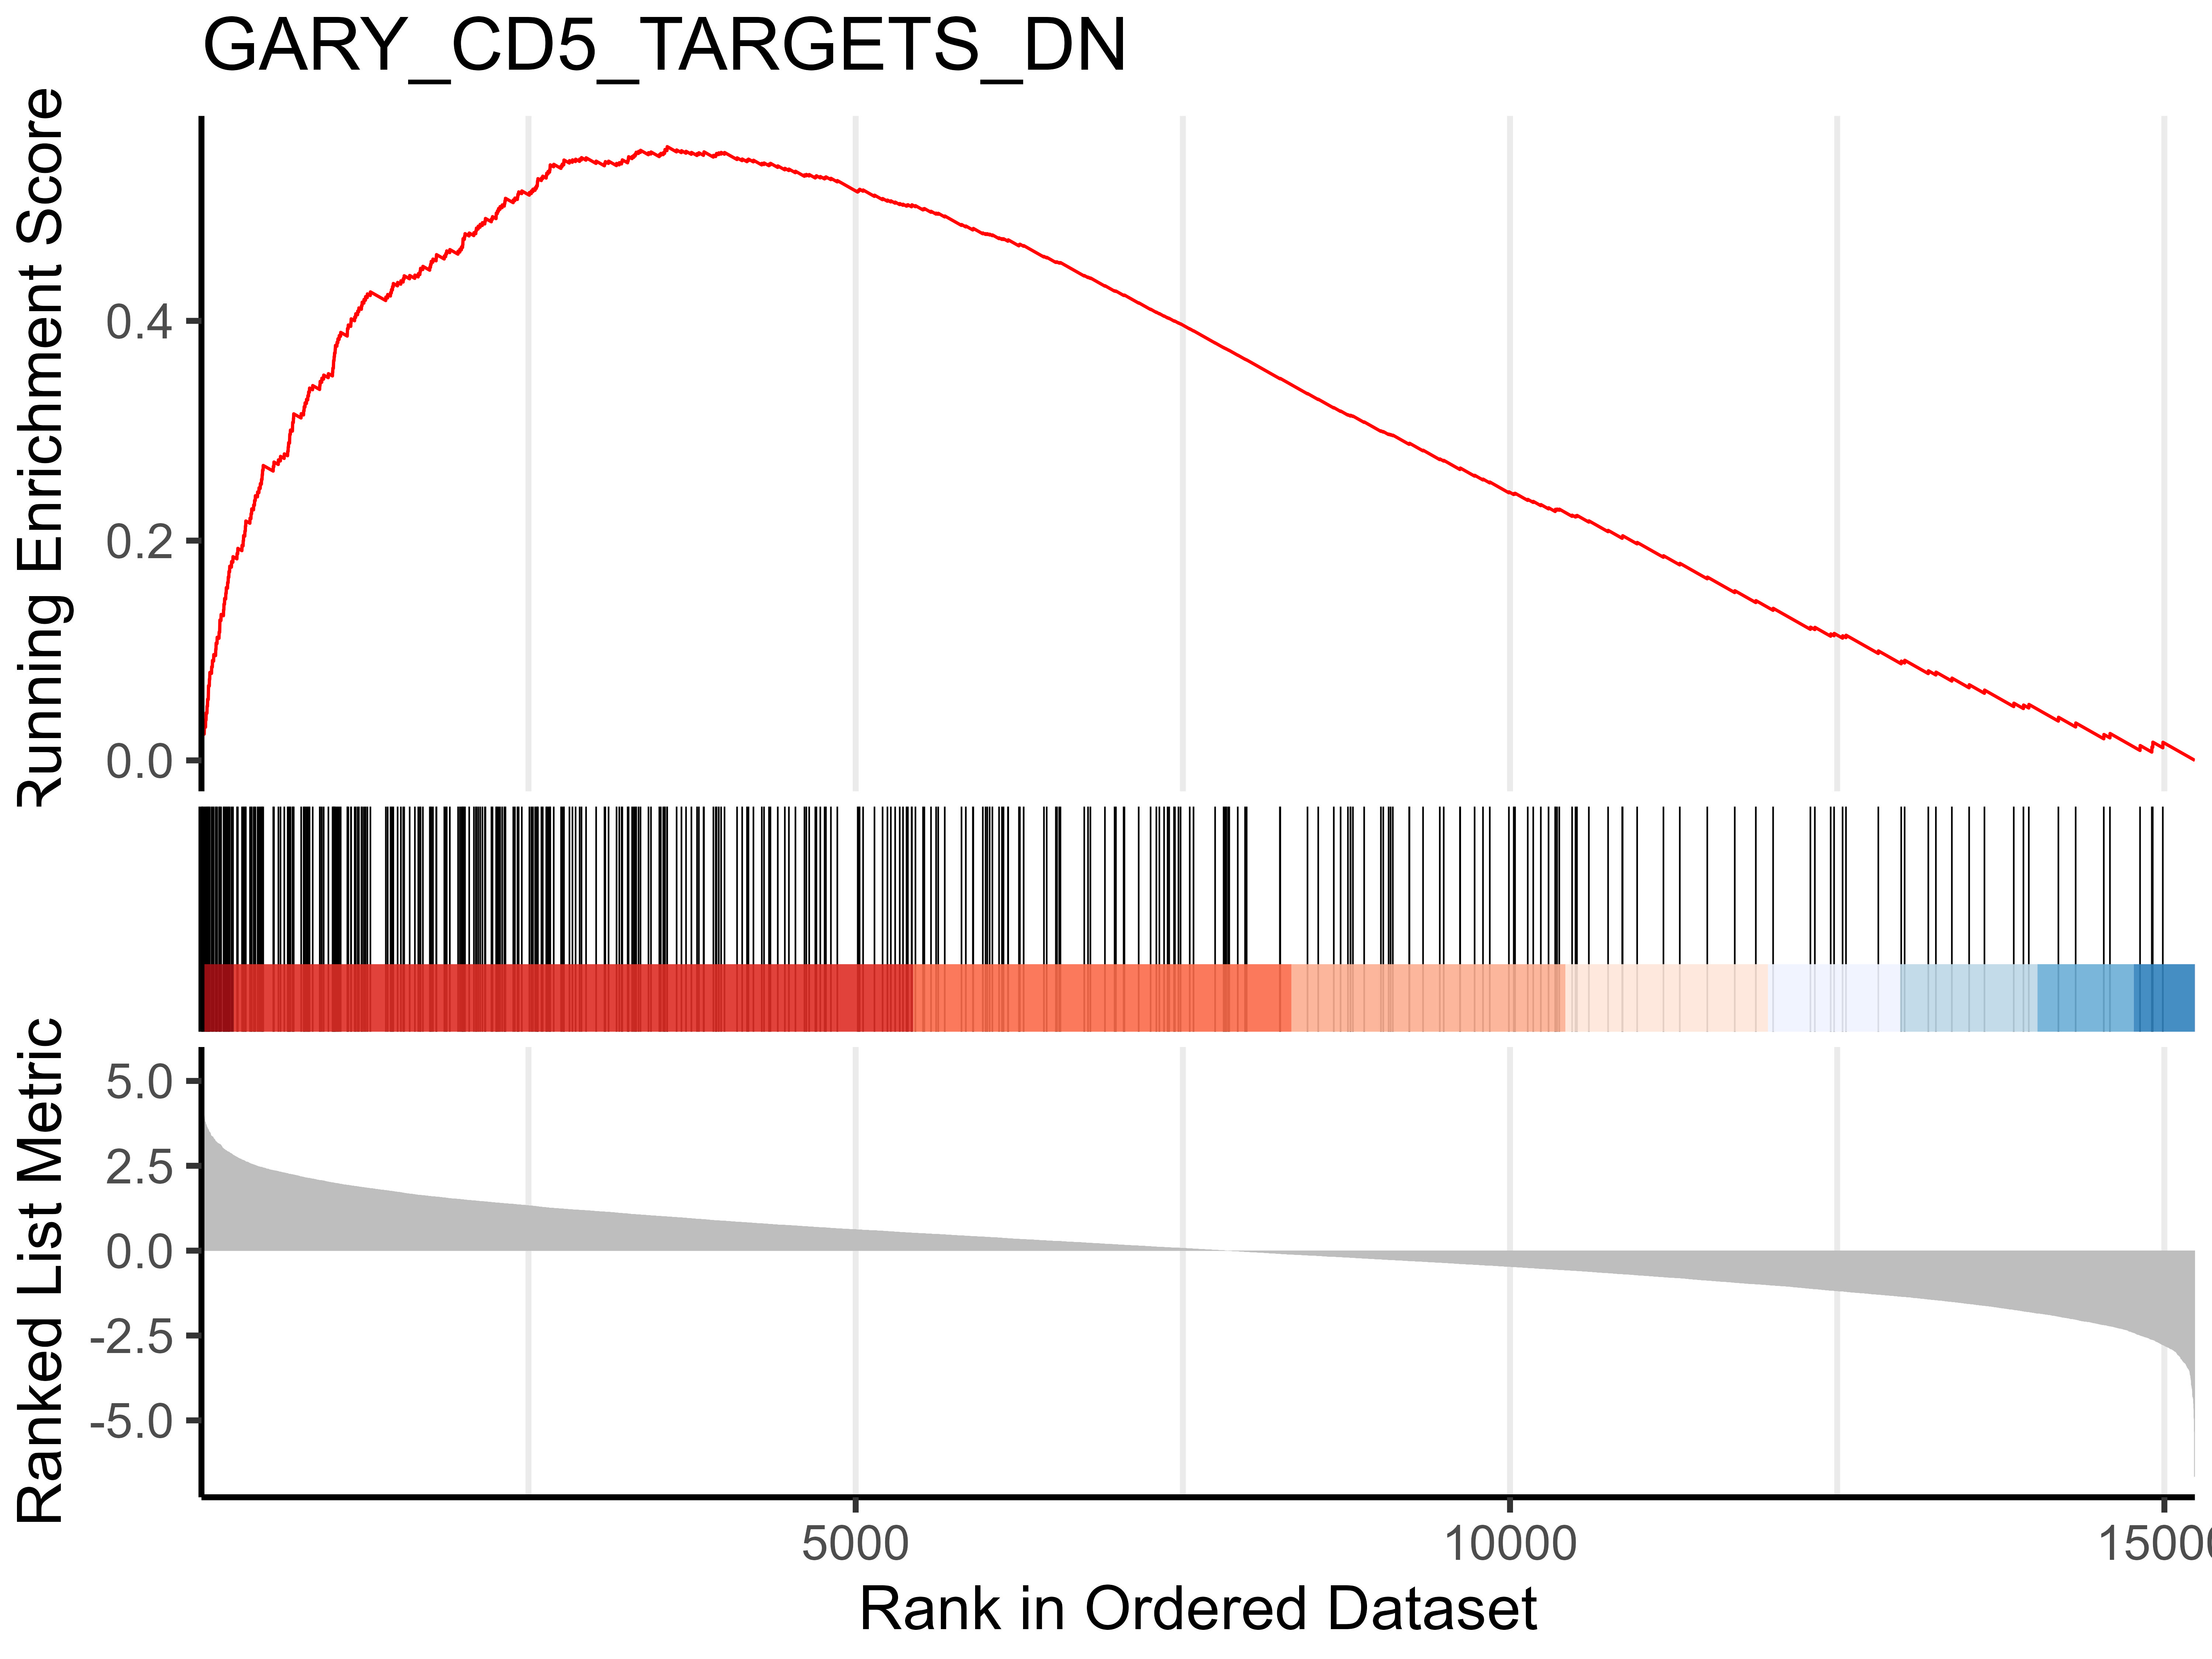 GARY_CD5_TARGETS_DN
Running Enrichment Score
0.4
0.2
0.0
Ranked List Metric
5.0
2.5
0.0
-2.5
-5.0
5000
10000
15000
Rank in Ordered Dataset